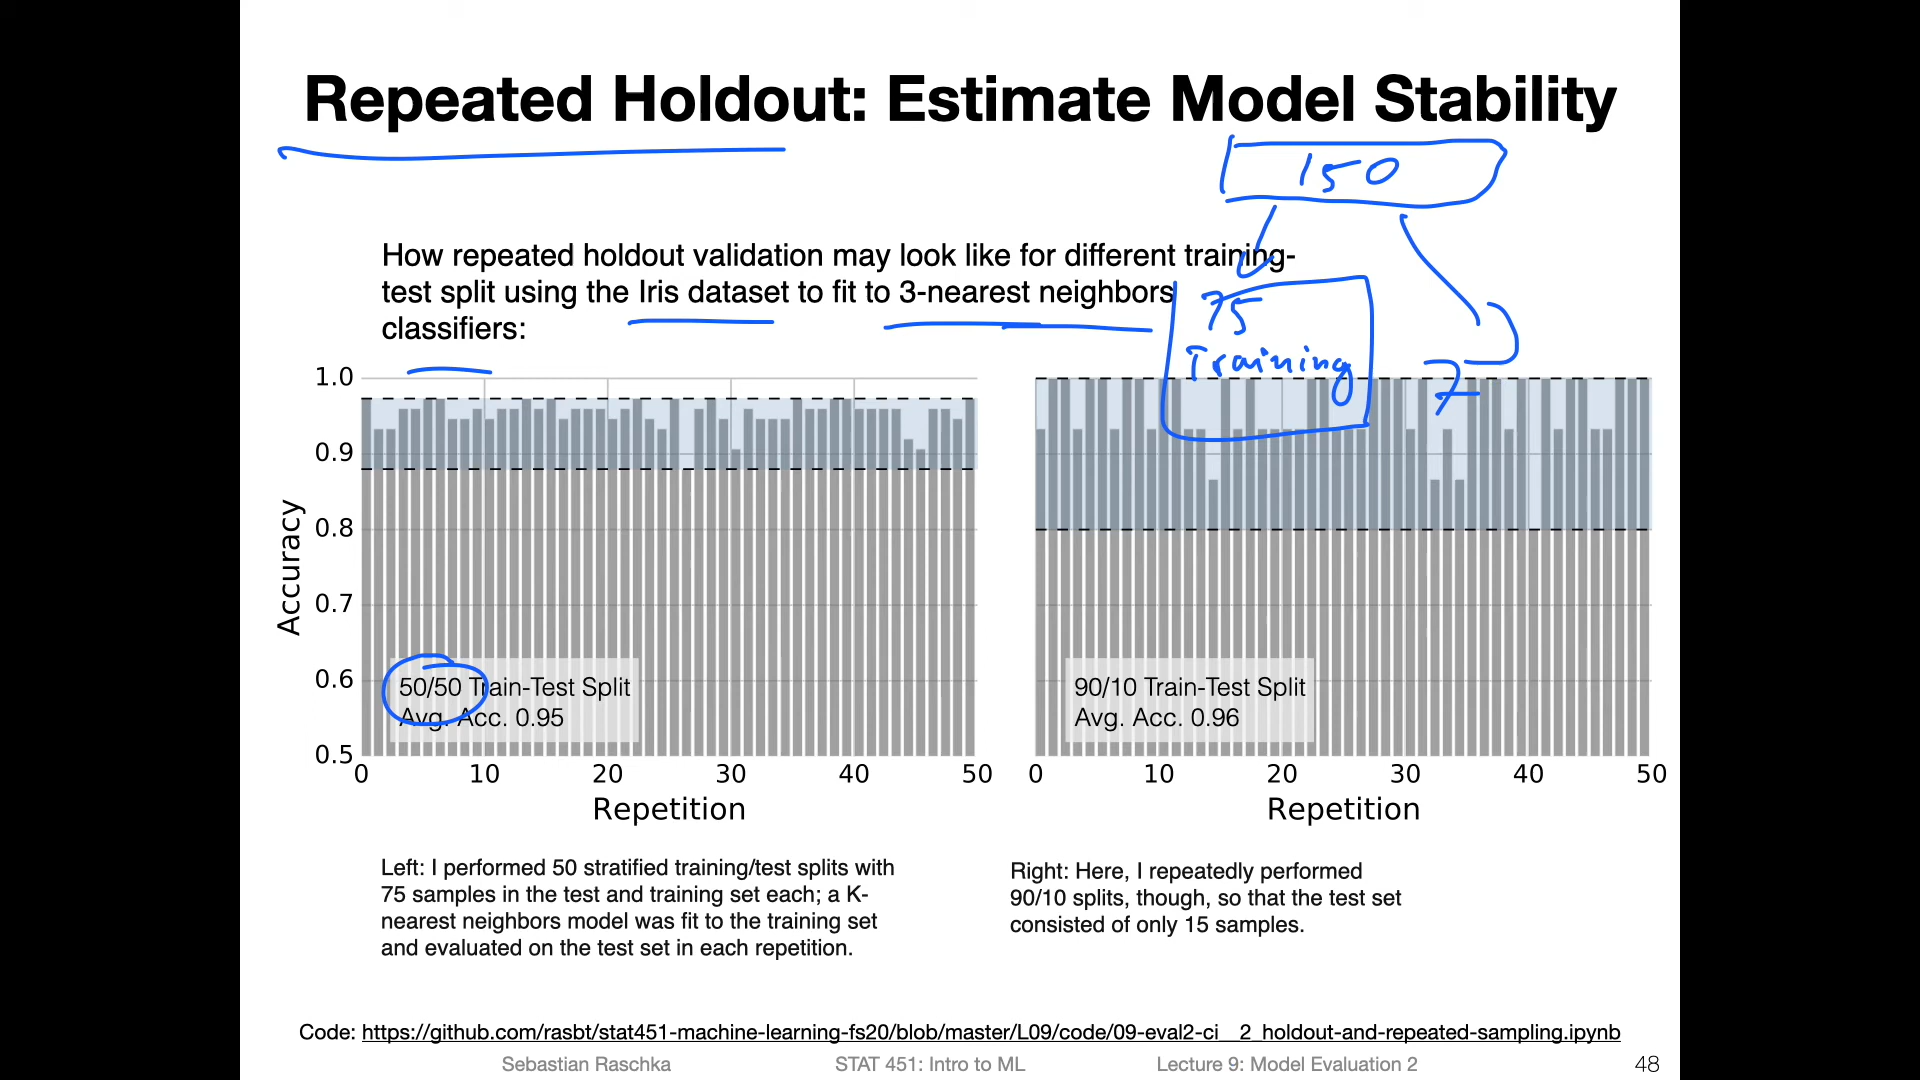 Repeated Holdout: Estimate Model Stability
150
How repeated holdout validation may look like for different training-
test split using the Iris dataset to fit to 3-nearest neighbors
classifiers:
75
Training
7
1.0
0.9
0.8
0.7
0.6
0.5
Accuracy
50/50 Train-Test Split
Avg. Acc. 0.95
0 10 20 30 40 50
Repetition
90/10 Train-Test Split
Avg. Acc. 0.96
0 10 20 30 40 50
Repetition
Left: I performed 50 stratified training/test splits with
75 samples in the test and training set each; a K-
nearest neighbors model was fit to the training set
and evaluated on the test set in each repetition.
Right: Here, I repeatedly performed
90/10 splits, though, so that the test set
consisted of only 15 samples.
Code: https://github.com/rasbt/stat451-machine-learning-fs20/blob/master/L09/code/09-eval2-ci__2_holdout-and-repeated-sampling.ipynb
Sebastian Raschka STAT 451: Intro to ML Lecture 9: Model Evaluation 2 48